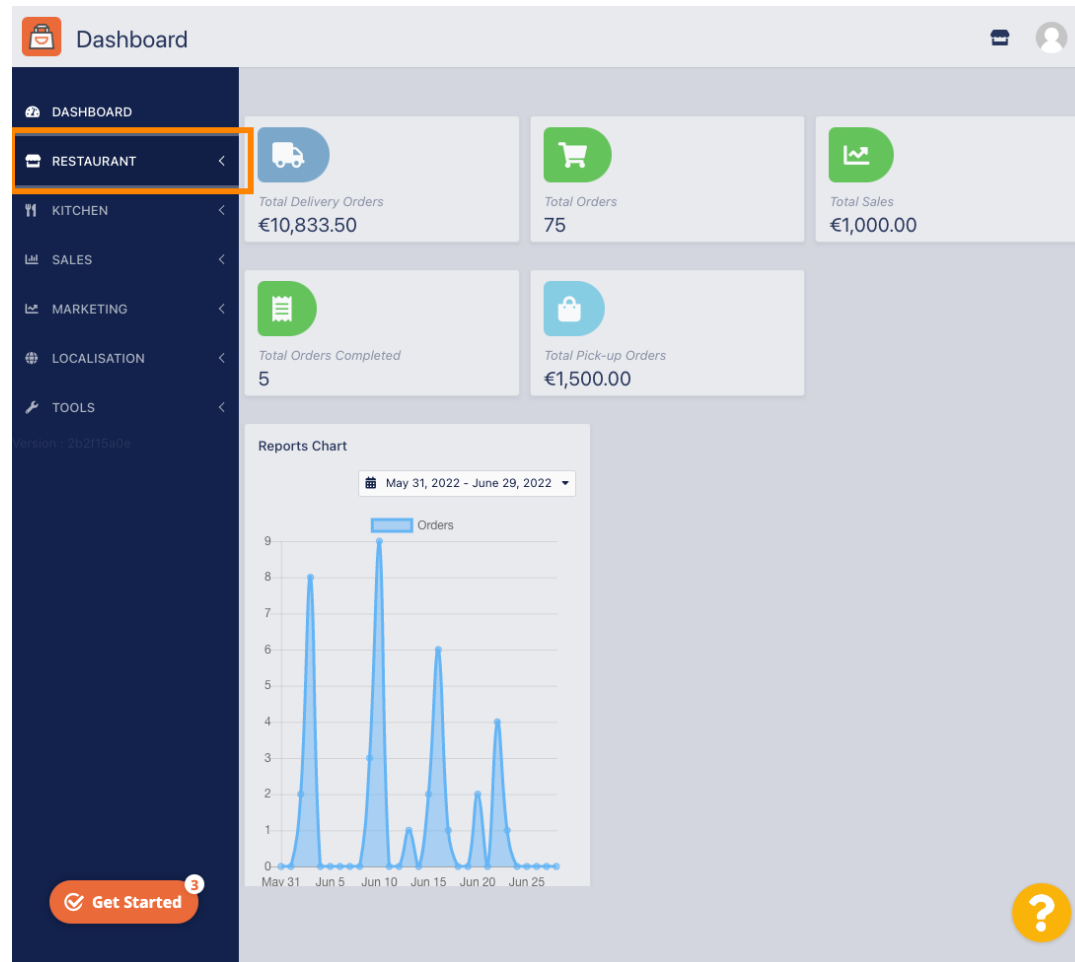 Dashboard
DASHBOARD
RESTAURANT
KITCHEN
SALES
MARKETING
LOCALISATION
TOOLS
Version : 2b2f15a0e
Total Delivery Orders
€10,833.50
Total Orders
75
Total Sales
€1,000.00
Total Orders Completed
5
Total Pick-up Orders
€1,500.00
Reports Chart
May 31, 2022 - June 29, 2022
Orders
9
8
7
6
5
4
3
2
1
0
May 31 Jun 5 Jun 10 Jun 15 Jun 20 Jun 25
Get Started
3
?